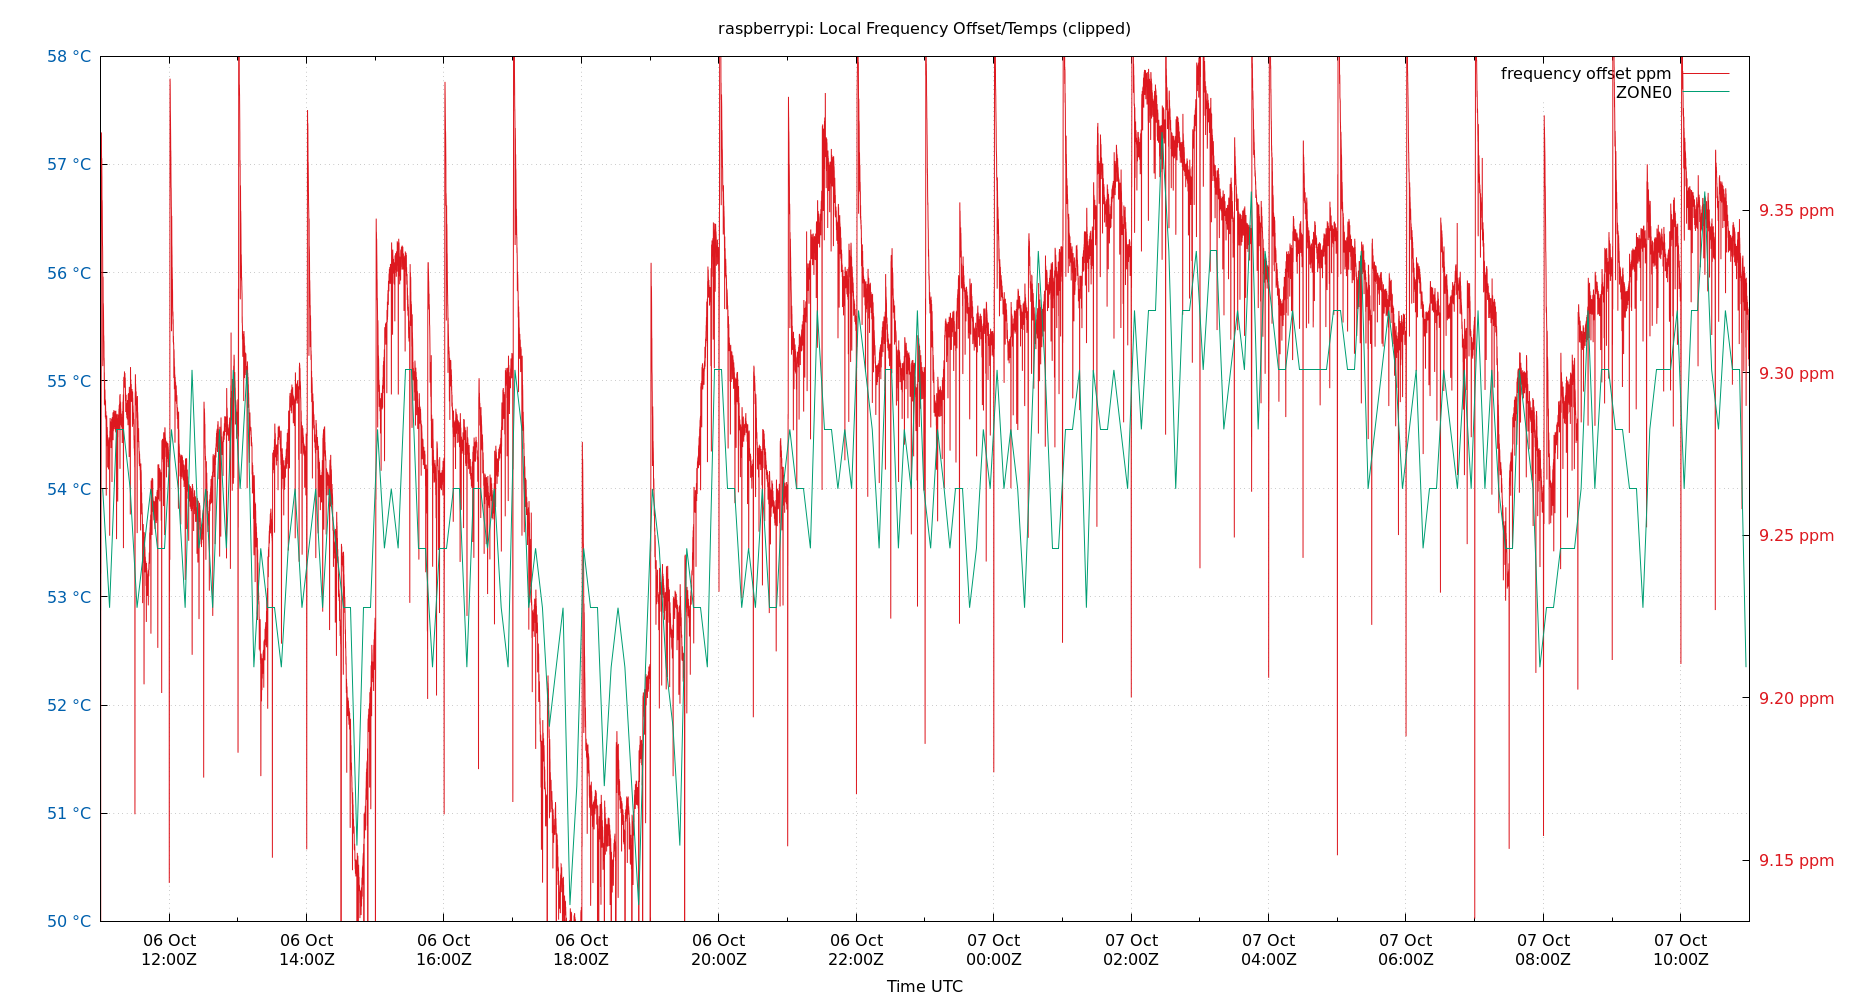 raspberrypi: Local Frequency Offset/Temps (clipped)
58 °C
57 °C
56 °C
55 °C
54 °C
53 °C
52 °C
51 °C
50 °C
frequency offset ppm
ZONE0
9.35 ppm
9.30 ppm
9.25 ppm
9.20 ppm
9.15 ppm
06 Oct 06 Oct 06 Oct 06 Oct 06 Oct 06 Oct 07 Oct 07 Oct 07 Oct 07 Oct 07 Oct 07 Oct
12:00Z 14:00Z 16:00Z 18:00Z 20:00Z 22:00Z 00:00Z 02:00Z 04:00Z 06:00Z 08:00Z 10:00Z
Time UTC